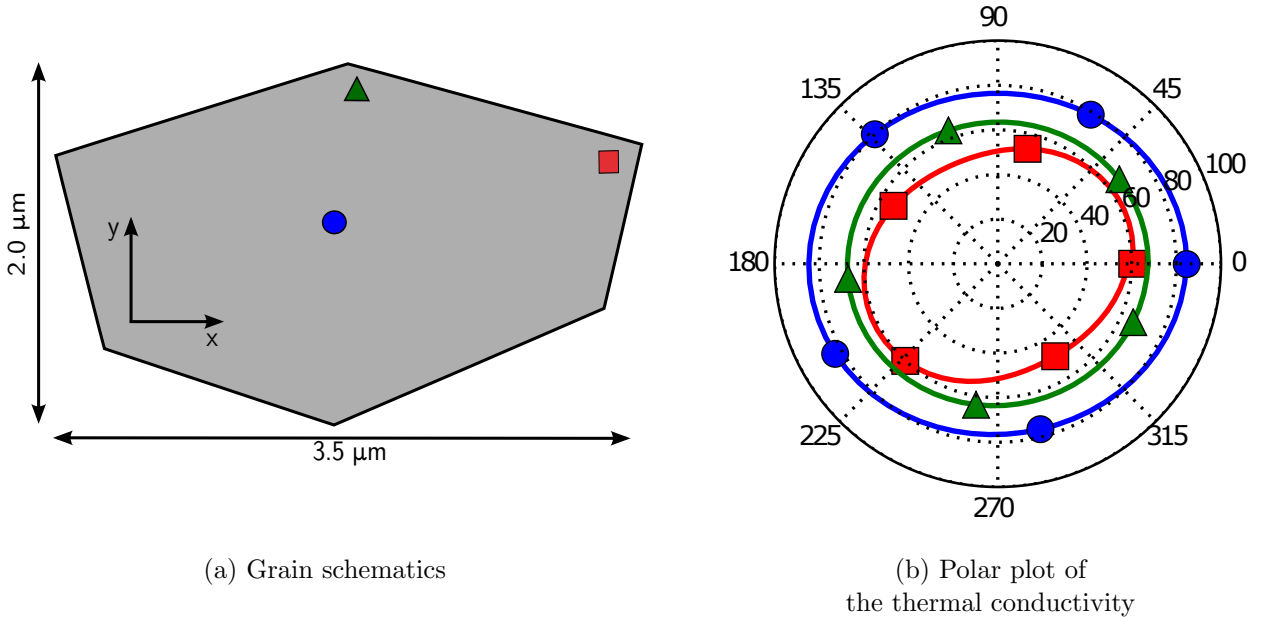 2.0 μm
y
x
3.5 μm
90
135
45
100
80
60
40
20
180
0
225
315
270
(a) Grain schematics
(b) Polar plot of
the thermal conductivity